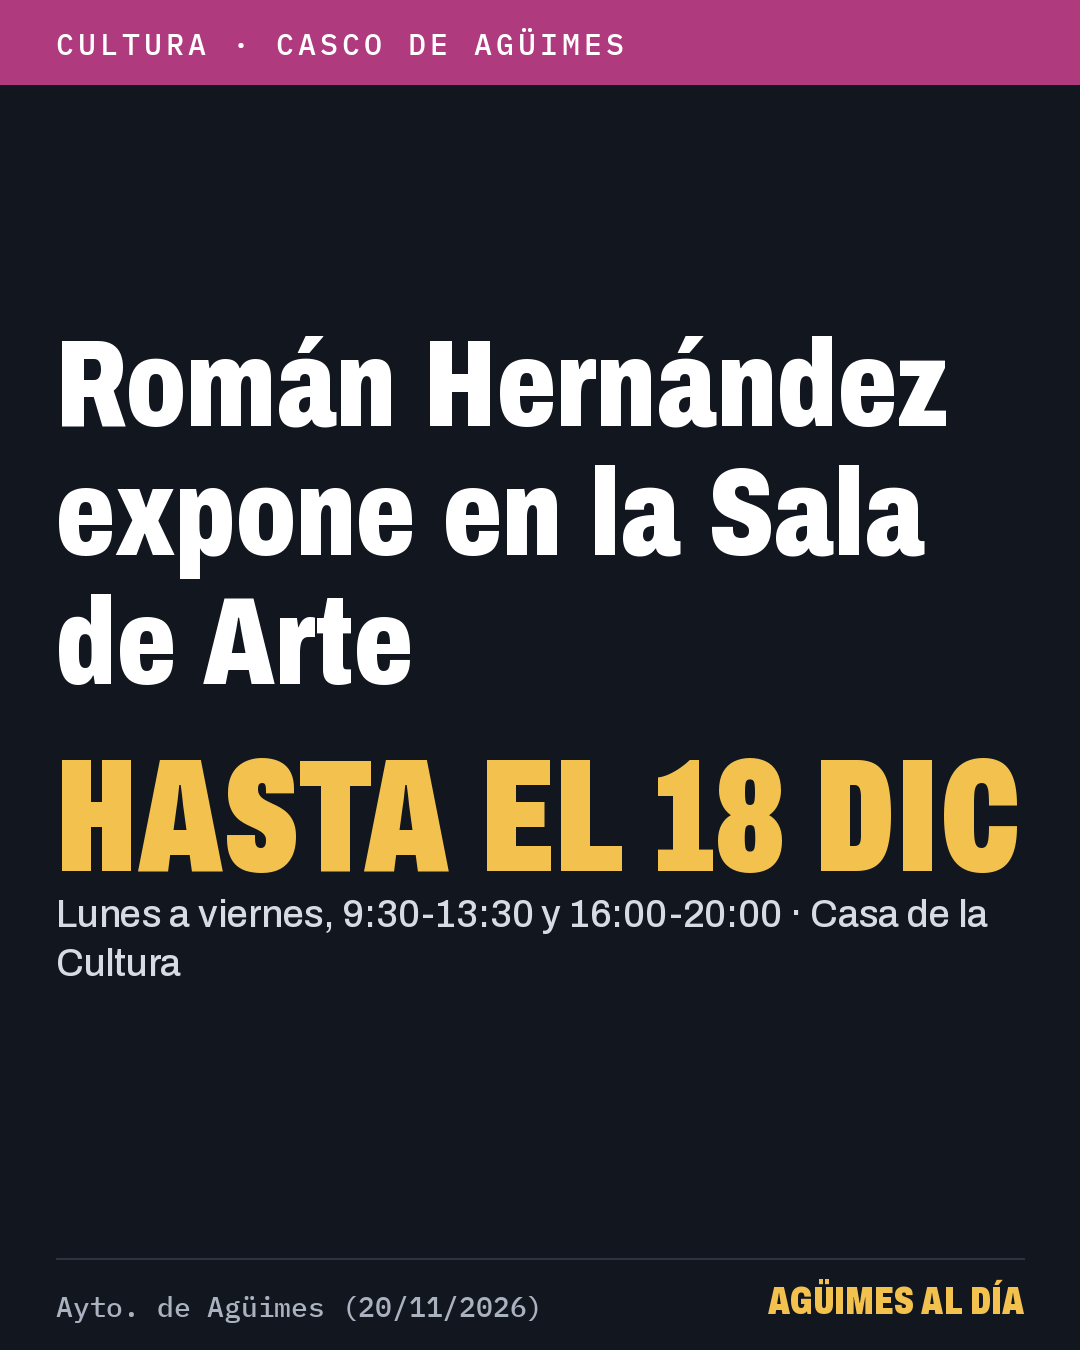 CULTURA · CASCO DE AGÜIMES
Román Hernández
expone en la Sala
de Arte
HASTA EL 18 DIC
Lunes a viernes, 9:30-13:30 y 16:00-20:00 · Casa de la
Cultura
Ayto. de Agüimes (20/11/2026)
AGÜIMES AL DÍA